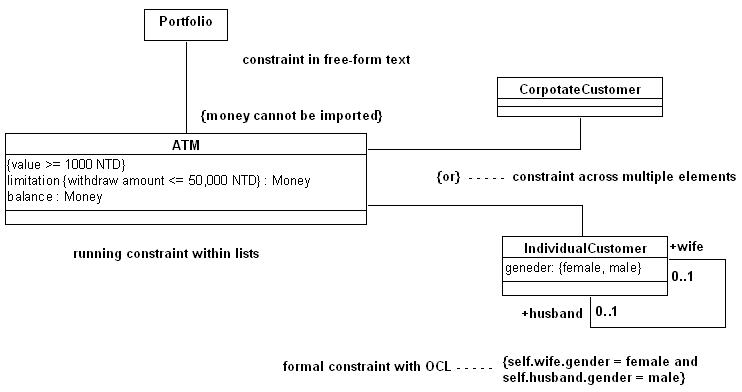 Portfolio
constraint in free-form text
CorpotateCustomer
{money cannot be imported}
ATM
{value >= 1000 NTD}
limitation {withdraw amount <= 50,000 NTD} : Money
balance : Money
{or} - - - - - constraint across multiple elements
running constraint within lists
IndividualCustomer
+wife
geneder: {female, male}
0..1
+husband
0..1
formal constraint with OCL - - - - -
{self.wife.gender = female and
self.husband.gender = male}